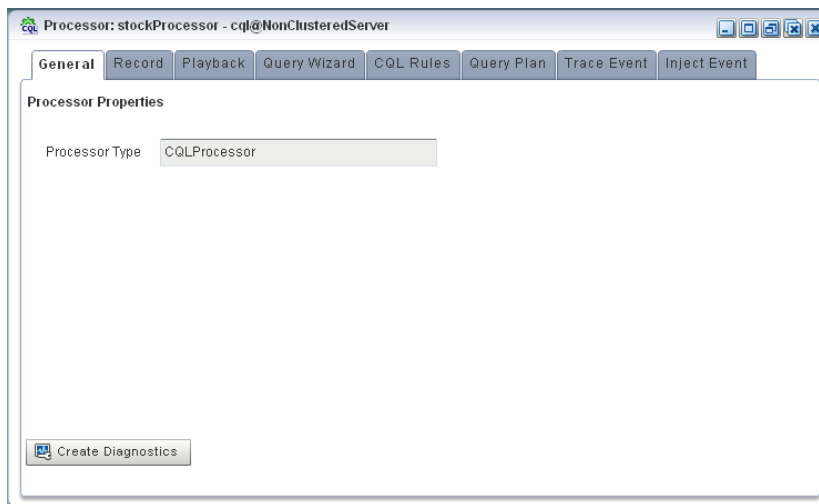 CQL Processor: stockProcessor - cql@NonClusteredServer
General Record Playback Query Wizard CQL Rules Query Plan Trace Event Inject Event
Processor Properties
Processor Type CQLProcessor
Create Diagnostics